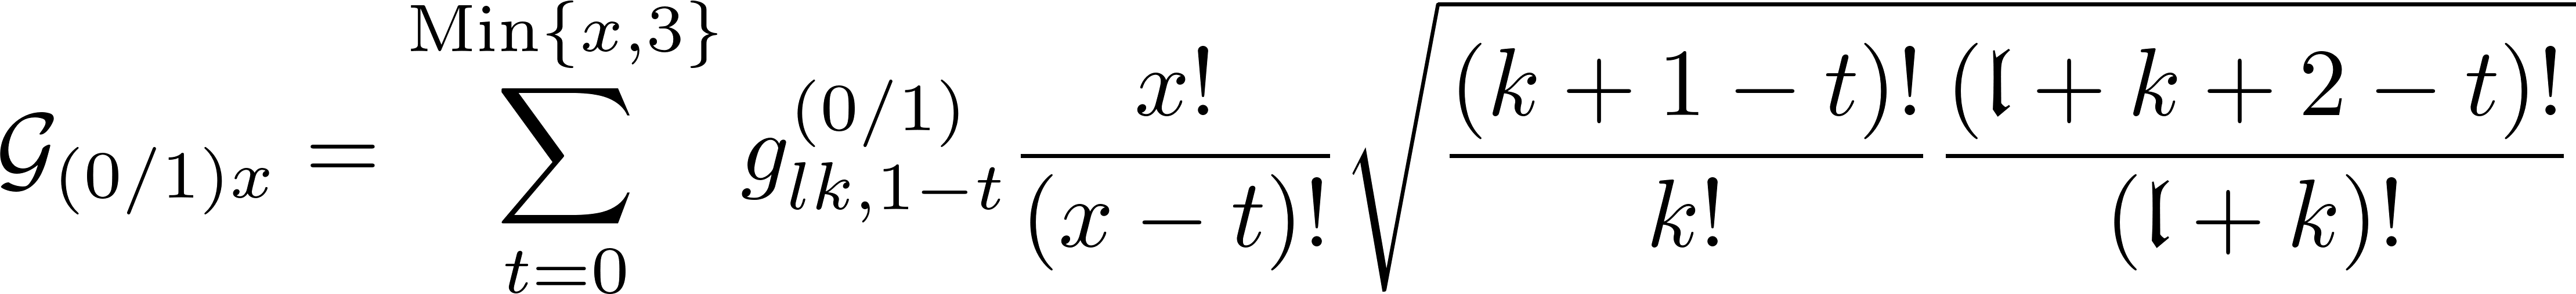 $\mathcal{G}_{(0/1)x} = \sum_{t=0}^{\mathrm{Min}\{x,3\}} g_{lk,1-t}^{(0/1)} \frac{x!}{(x-t)!} \sqrt{\frac{(k+1-t)!}{k!} \frac{(\mathfrak{l}+k+2-t)!}{(\mathfrak{l}+k)!}}$